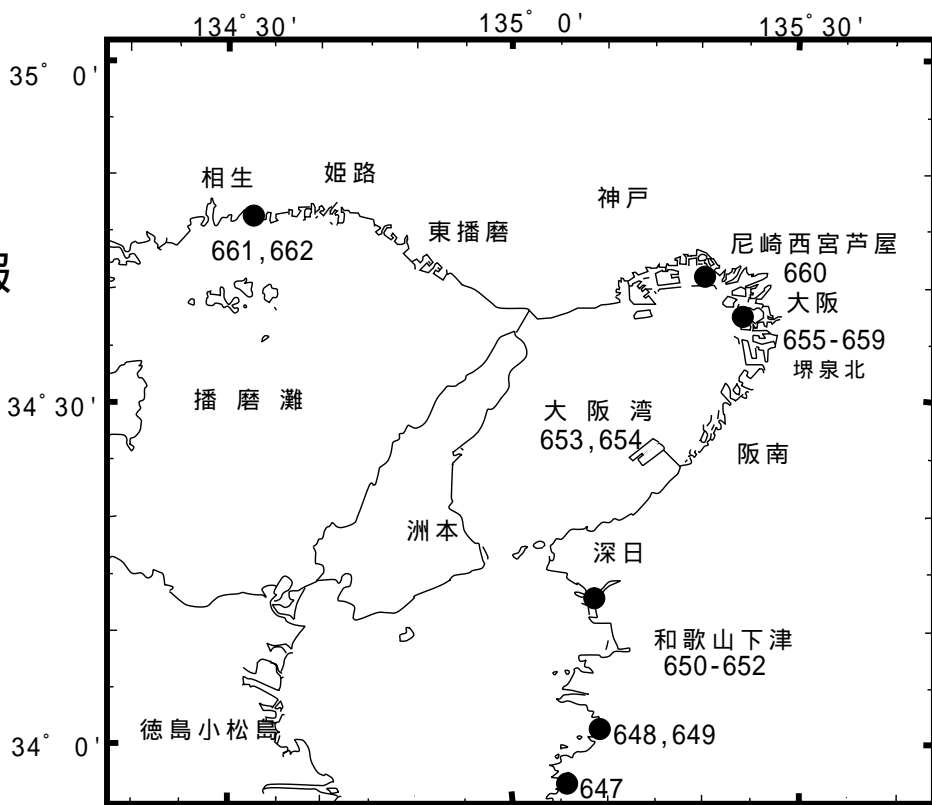 134°30'
135°0'
135°30'
35°0'
相生
姫路
神戸
東播磨
尼崎西宮芦屋
661,662
660
大阪
655-659
堺泉北
34°30'
播磨灘
大阪湾
653,654
阪南
洲本
深日
和歌山下津
650-652
徳島小松島
34°0'
648,649
647